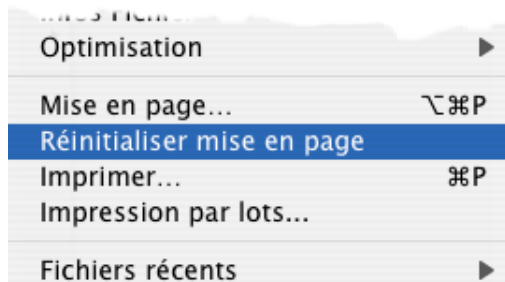 Optimisation
Mise en page... ⌥⌘P
Réinitialiser mise en page
Imprimer... ⌘P
Impression par lots...
Fichiers récents